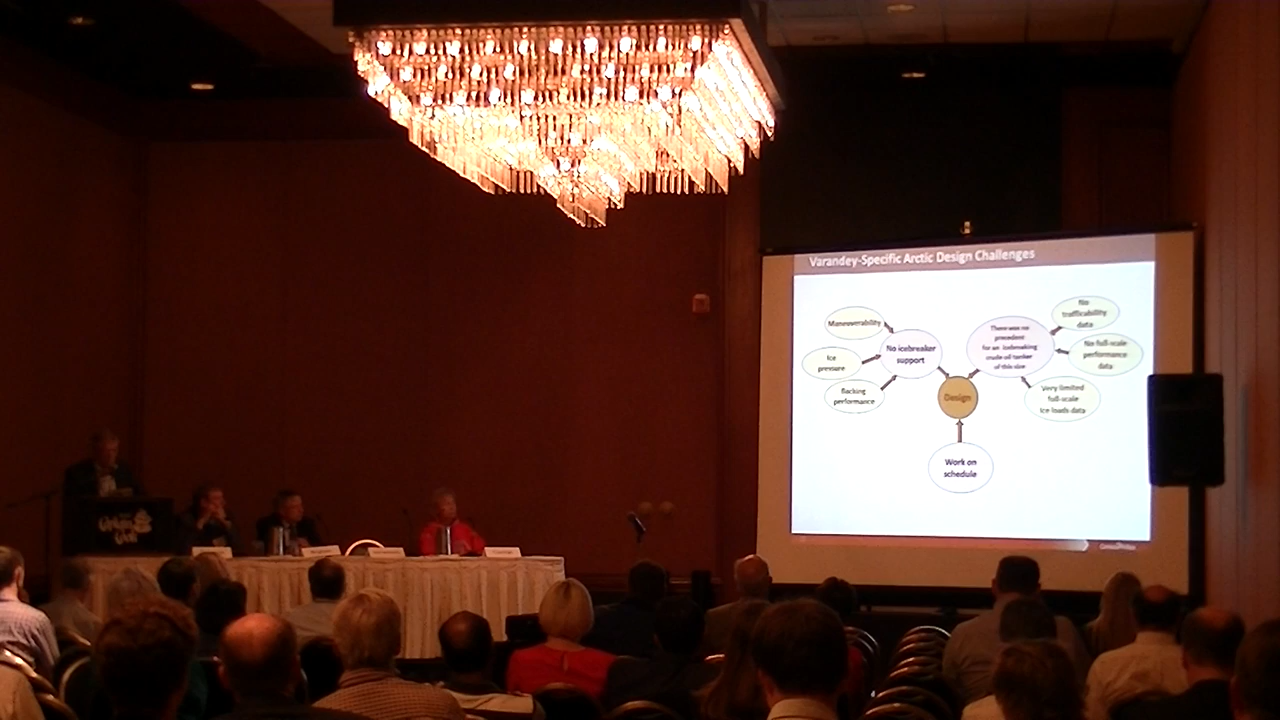 Varandey-Specific Arctic Design Challenges
Maneuverability
Ice
pressure
Backing
performance
No icebreaker
support
There was no
precedent
for an icebreaking
crude oil tanker
of this size
No
trafficability
data
No full-scale
performance
data
Very limited
full-scale
ice loads data
Design
Work on
schedule